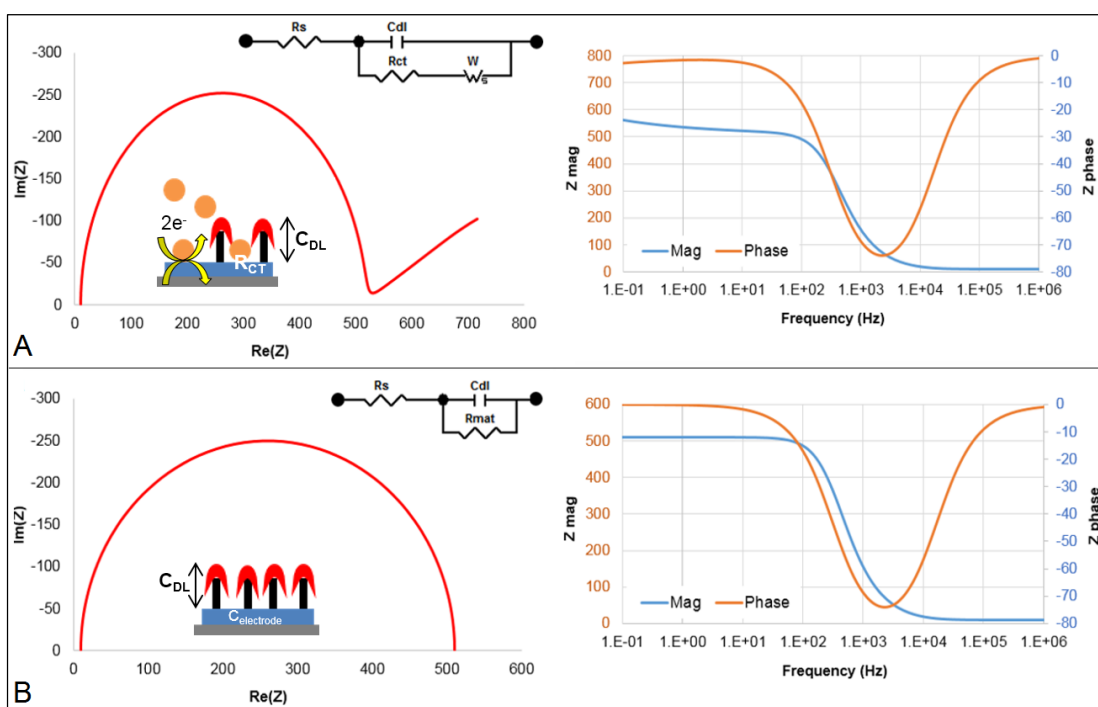 Rs
Cdl
Rct
W
s
-300
-250
-200
-150
-100
-50
0
Im(Z)
2e-
CDL
RCT
0 100 200 300 400 500 600 700 800
Re(Z)
A
800
700
600
500
400
300
200
100
0
Z mag
Mag Phase
0
-10
-20
-30
-40
-50
-60
-70
-80
Z phase
1.E-01 1.E+00 1.E+01 1.E+02 1.E+03 1.E+04 1.E+05 1.E+06
Frequency (Hz)
Rs
Cdl
Rmat
-300
-250
-200
-150
-100
-50
0
Im(Z)
CDL
Celectrode
0 100 200 300 400 500 600
Re(Z)
B
600
500
400
300
200
100
0
Z mag
Mag Phase
0
-10
-20
-30
-40
-50
-60
-70
-80
Z phase
1.E-01 1.E+00 1.E+01 1.E+02 1.E+03 1.E+04 1.E+05 1.E+06
Frequency (Hz)